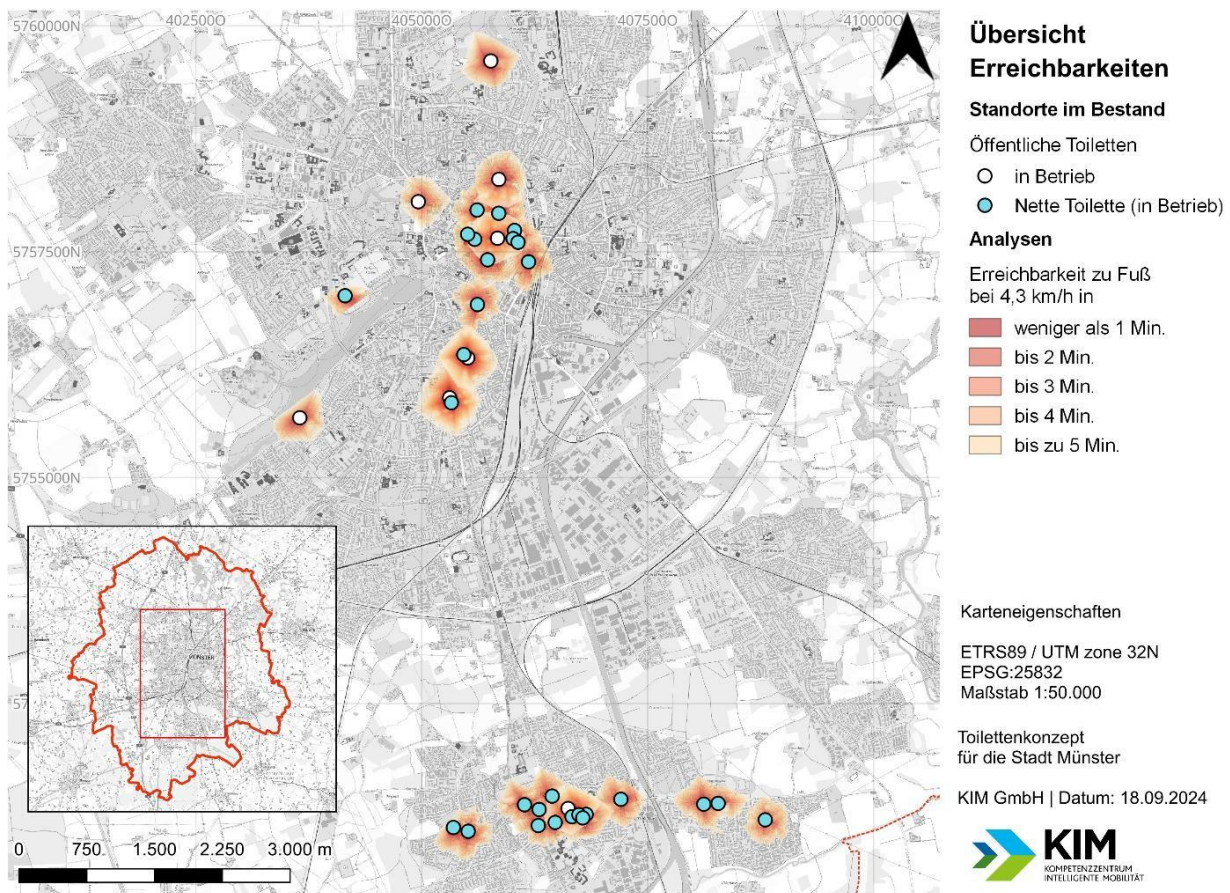 5760000N
402500O
405000O
407500O
410000O
5757500N
5755000N
Übersicht
Erreichbarkeiten
Standorte im Bestand
Öffentliche Toiletten
in Betrieb
Nette Toilette (in Betrieb)
Analysen
Erreichbarkeit zu Fuß
bei 4,3 km/h in
weniger als 1 Min.
bis 2 Min.
bis 3 Min.
bis 4 Min.
bis zu 5 Min.
Karteneigenschaften
ETRS89 / UTM zone 32N
EPSG:25832
Maßstab 1:50.000
Toilettenkonzept
für die Stadt Münster
KIM GmbH | Datum: 18.09.2024
KIM
KOMPETENZZENTRUM
INTELLIGENTE MOBILITÄT
MÜNSTER
0 750 1.500 2.250 3.000 m